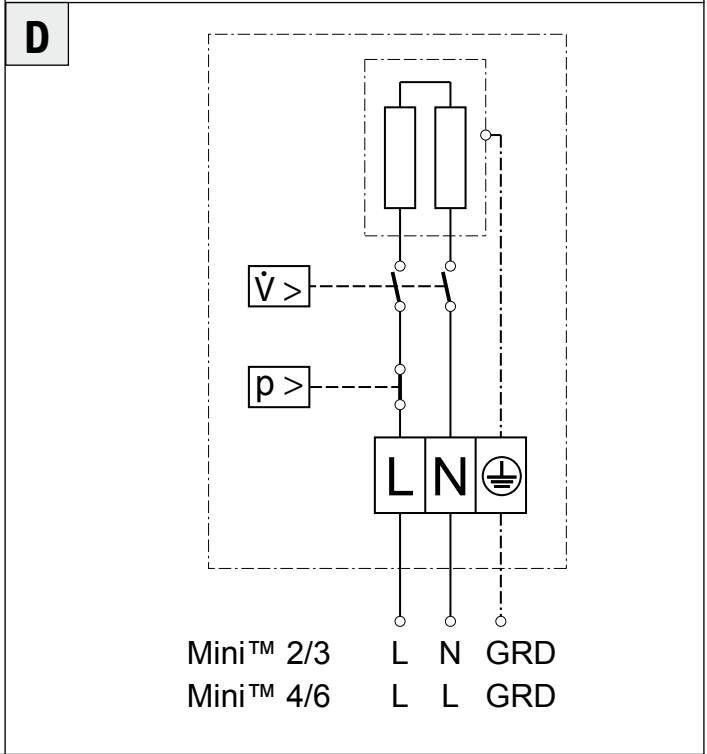 D
V̇ >
p >
L N
Mini™ 2/3 L N GRD
Mini™ 4/6 L L GRD